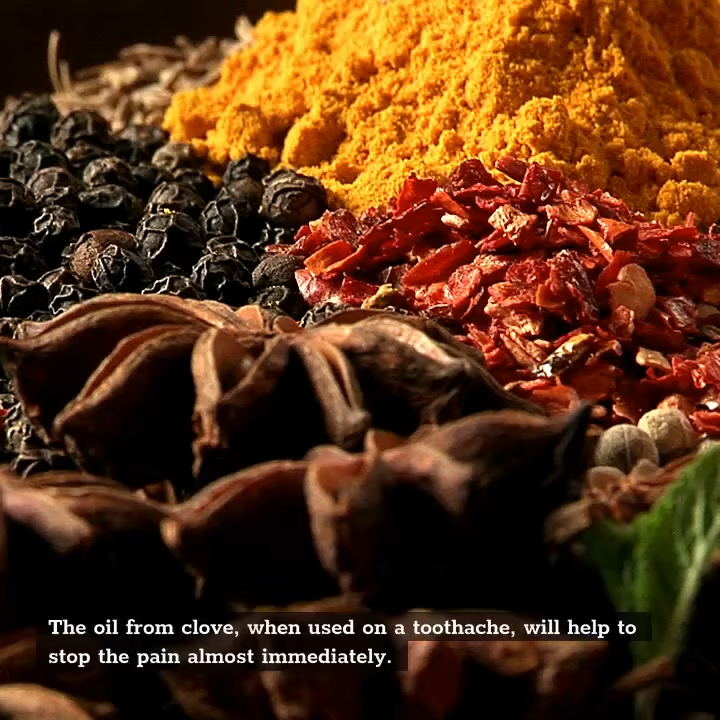 The oil from clove, when used on a toothache, will help to
stop the pain almost immediately.